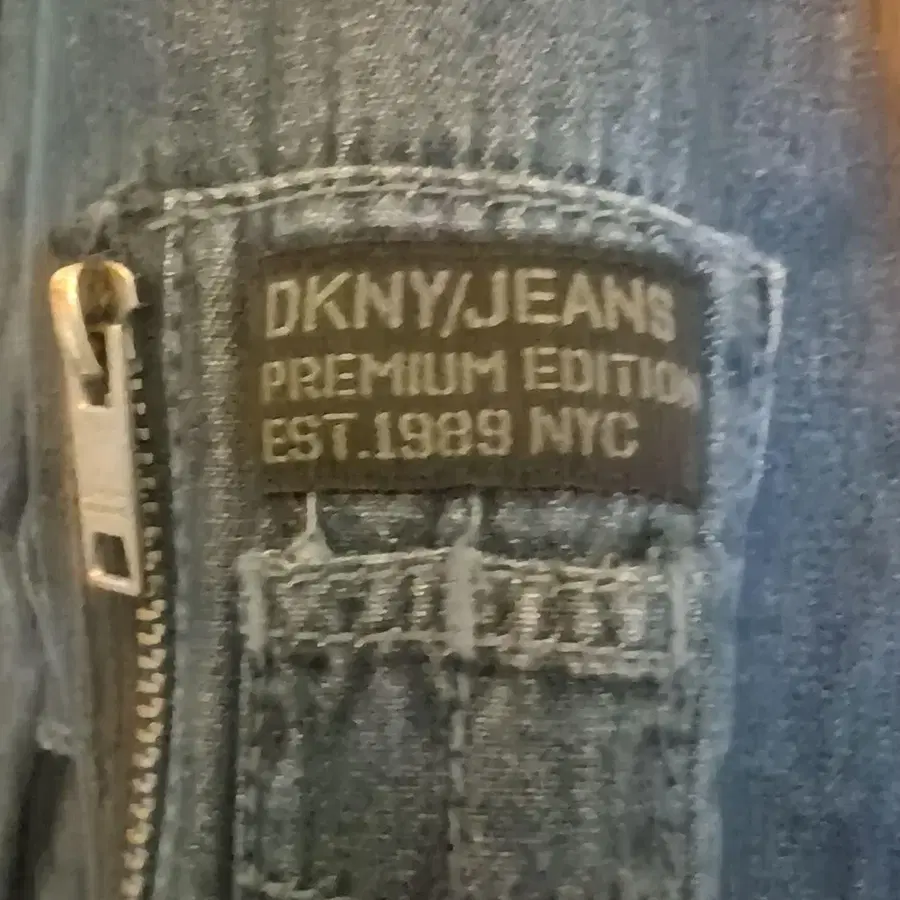 DKNY/JEANS
PREMIUM EDITION
EST.1989 NYC